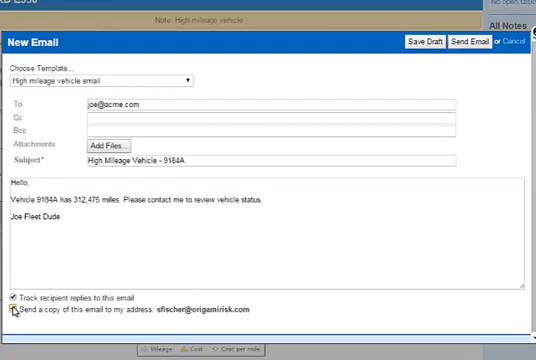 Note: High mileage vehicle
No open tasks
All Notes
New Email
Save Draft Send Email or Cancel
Choose Template...
High mileage vehicle email
To joe@acme.com
Cc
Bcc
Attachments Add Files...
Subject* High Mileage Vehicle - 9184A
Hello,
Vehicle 9184A has 312,475 miles. Please contact me to review vehicle status.
Joe Fleet Dude
Track recipient replies to this email
Send a copy of this email to my address: sfischer@origamirisk.com
Mileage Cost Cost per mile